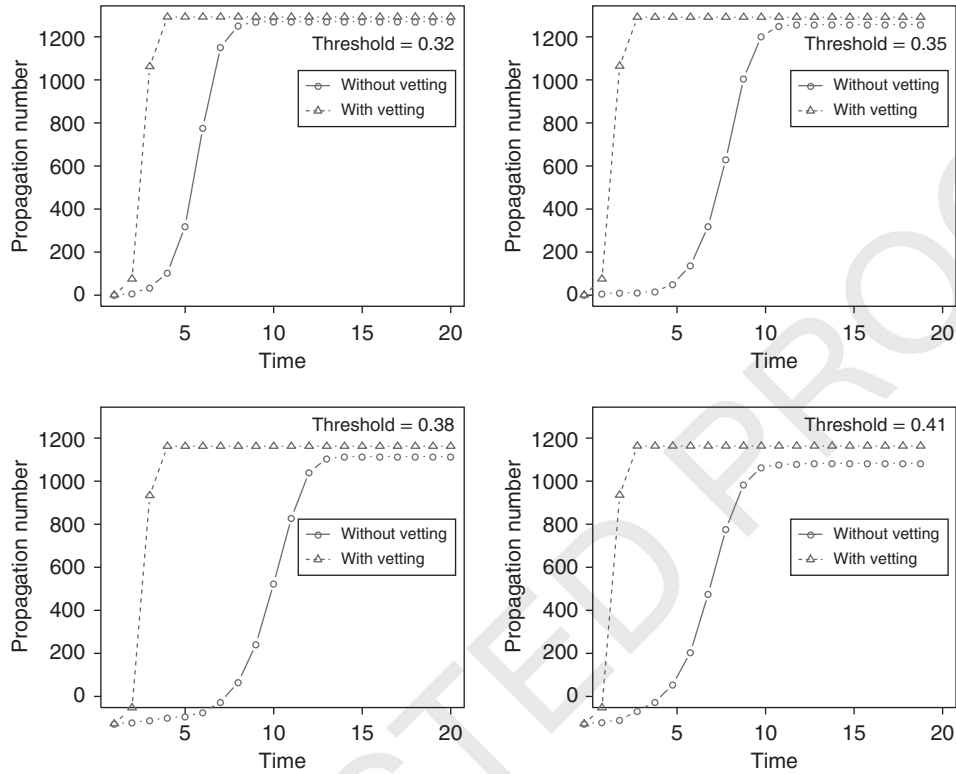 Threshold = 0.32
Without vetting
With vetting
Propagation number
1200
1000
800
600
400
200
0
5
10
15
20
Time
Threshold = 0.35
Without vetting
With vetting
Propagation number
1200
1000
800
600
400
200
0
5
10
15
20
Time
Threshold = 0.38
Without vetting
With vetting
Propagation number
1200
1000
800
600
400
200
0
5
10
15
20
Time
Threshold = 0.41
Without vetting
With vetting
Propagation number
1200
1000
800
600
400
200
0
5
10
15
20
Time
STED PROO